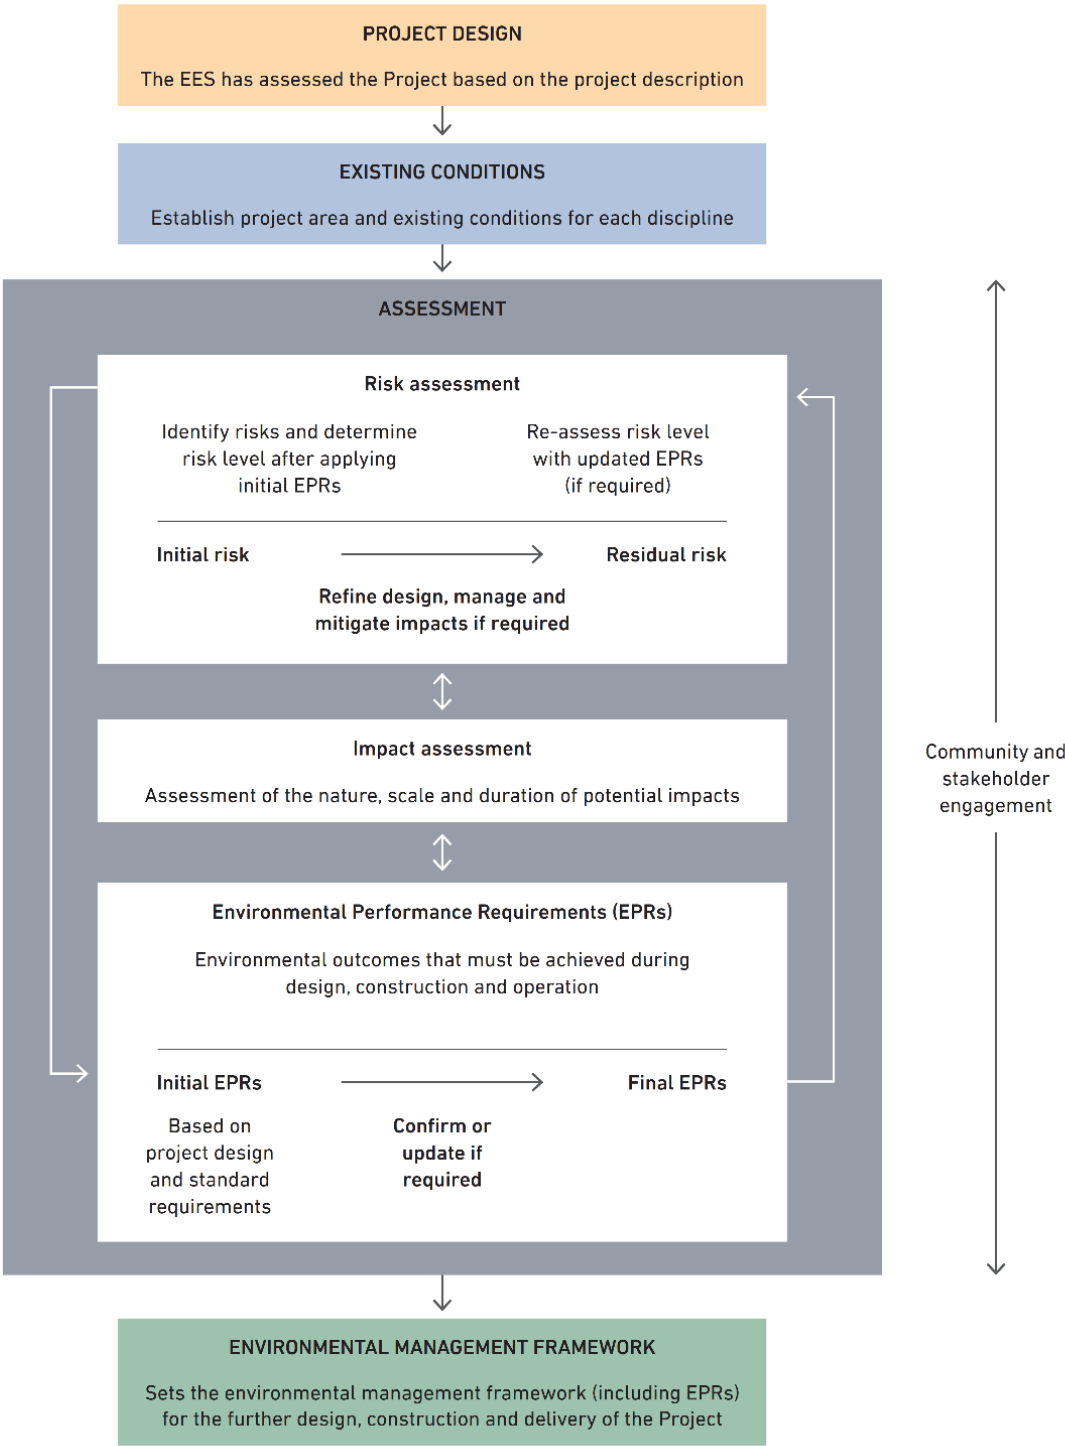 PROJECT DESIGN
The EES has assessed the Project based on the project description
EXISTING CONDITIONS
Establish project area and existing conditions for each discipline
ASSESSMENT
Risk assessment
Identify risks and determine
risk level after applying
initial EPRs
Re-assess risk level
with updated EPRs
(if required)
Initial risk
Residual risk
Refine design, manage and
mitigate impacts if required
Impact assessment
Assessment of the nature, scale and duration of potential impacts
Environmental Performance Requirements (EPRs)
Environmental outcomes that must be achieved during
design, construction and operation
Initial EPRs
Final EPRs
Based on
project design
and standard
requirements
Confirm or
update if
required
Community and
stakeholder
engagement
ENVIRONMENTAL MANAGEMENT FRAMEWORK
Sets the environmental management framework (including EPRs)
for the further design, construction and delivery of the Project